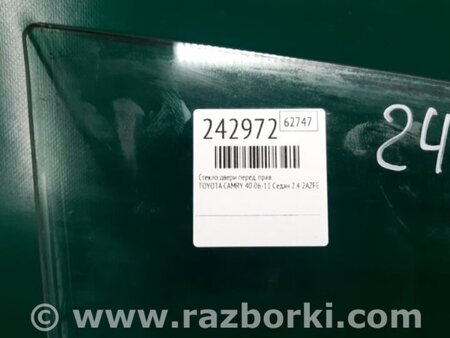 242972 62747
Стекло двери перед. прав.
TOYOTA CAMRY 40 06-11 Седан 2.4 2AZFE
24
© www.razborki.com